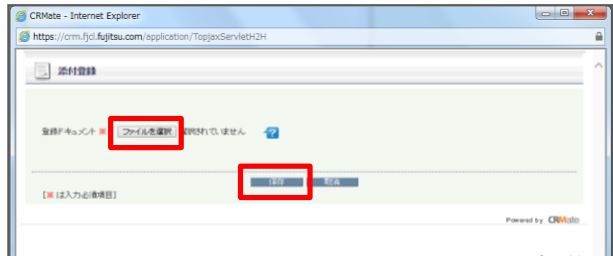 CRMate - Internet Explorer
https://crm.fjcl.fujitsu.com/application/TopjaxServletH2H
添付登録
登録ドキュメント ※ ファイルを選択 選択されていません ?
保存 取消
[※ は入力必須項目]
Powered by CRMate